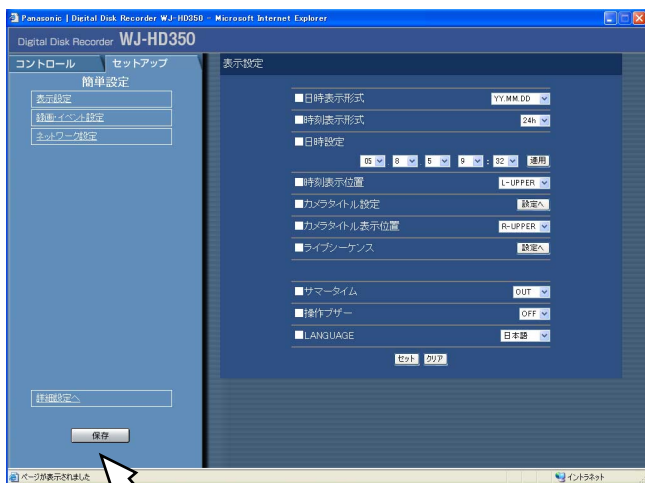 Panasonic | Digital Disk Recorder WJ-HD350 - Microsoft Internet Explorer
Digital Disk Recorder WJ-HD350
コントロール セットアップ
簡単設定
表示設定
録画・イベント設定
ネットワーク設定
詳細設定へ
保存
表示設定
■日時表示形式 YY.MM.DD
■時刻表示形式 24h
■日時設定
05 . 8 . 5 9 : 32 適用
■時刻表示位置 L-UPPER
■カメラタイトル設定 設定へ
■カメラタイトル表示位置 R-UPPER
■ライブシーケンス 設定へ
■サマータイム OUT
■操作ブザー OFF
■LANGUAGE 日本語
セット クリア
ページが表示されました イントラネット